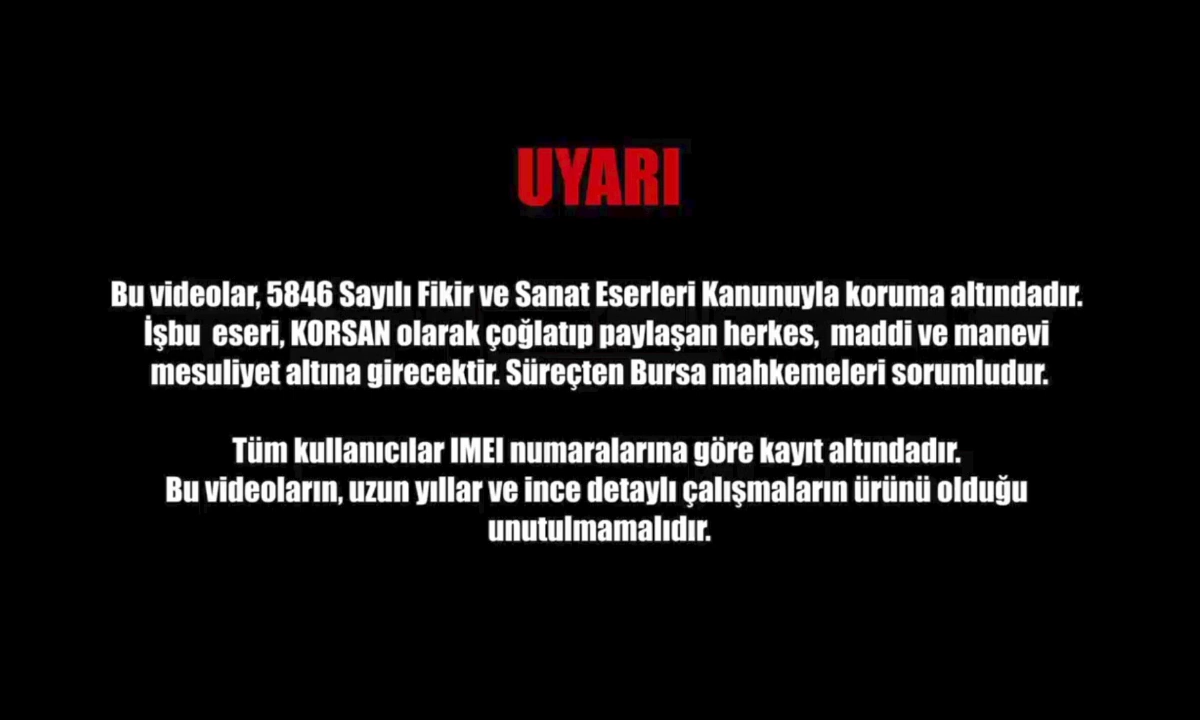 UYARI
Bu videolar, 5846 Sayılı Fikir ve Sanat Eserleri Kanunuyla koruma altındadır.
İşbu eseri, KORSAN olarak çoğlatıp paylaşan herkes, maddi ve manevi
mesuliyet altına girecektir. Süreçten Bursa mahkemeleri sorumludur.
Tüm kullanıcılar IMEI numaralarına göre kayıt altındadır.
Bu videoların, uzun yıllar ve ince detaylı çalışmaların ürünü olduğu
unutulmamalıdır.